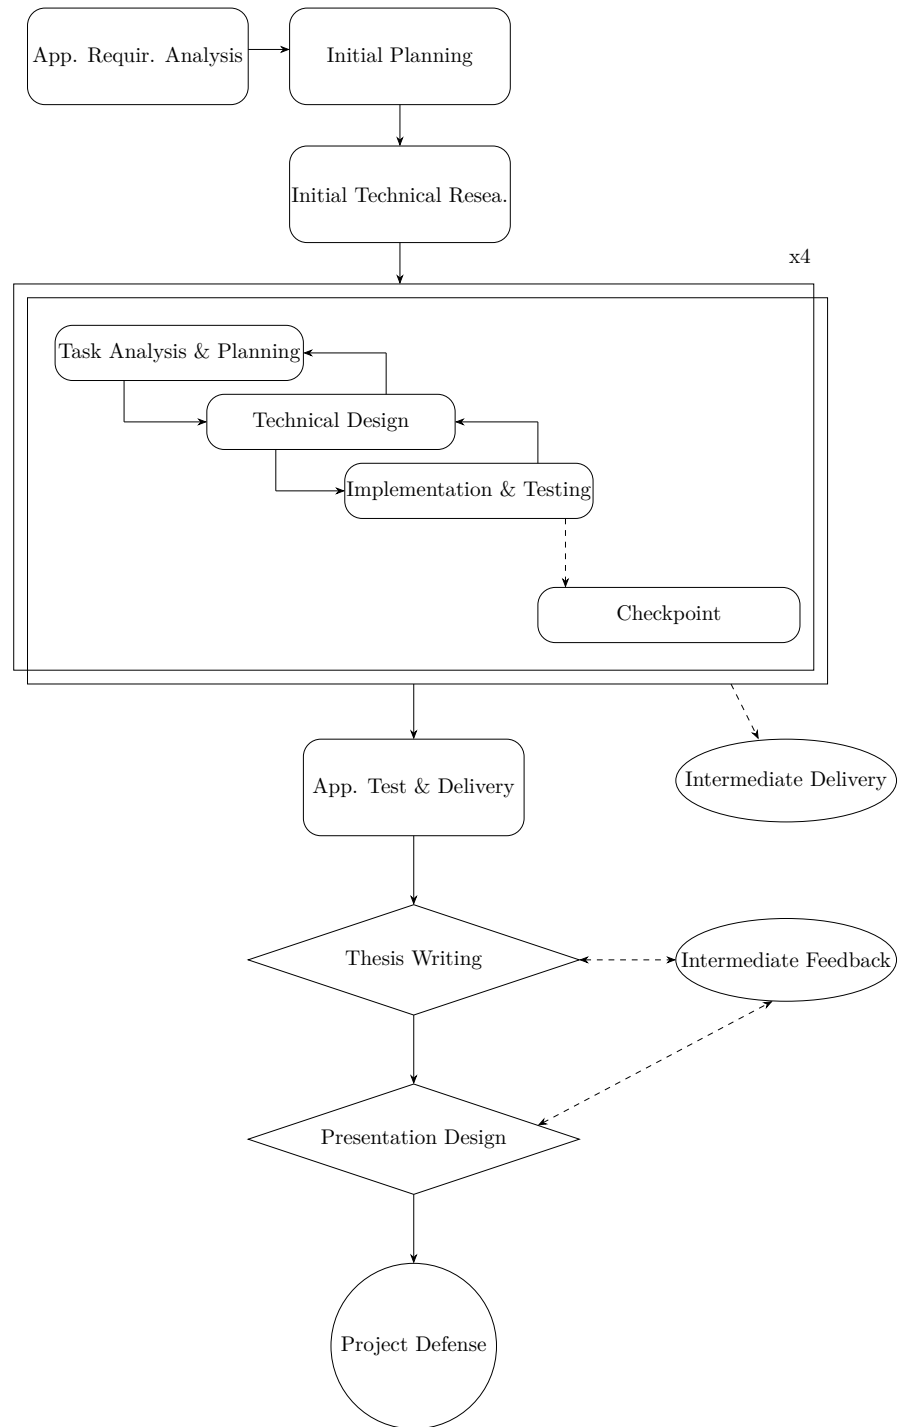 App. Requir. Analysis
Initial Planning
Initial Technical Resea.
x4
Task Analysis & Planning
Technical Design
Implementation & Testing
Checkpoint
App. Test & Delivery
Intermediate Delivery
Thesis Writing
Intermediate Feedback
Presentation Design
Project Defense